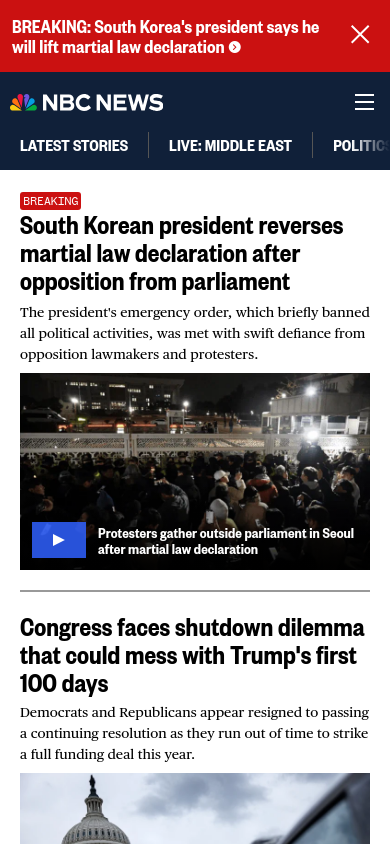 BREAKING: South Korea's president says he
will lift martial law declaration
NBC NEWS
LATEST STORIES
LIVE: MIDDLE EAST
POLITICS
BREAKING
South Korean president reverses
martial law declaration after
opposition from parliament
The president's emergency order, which briefly banned
all political activities, was met with swift defiance from
opposition lawmakers and protesters.
Protesters gather outside parliament in Seoul
after martial law declaration
Congress faces shutdown dilemma
that could mess with Trump's first
100 days
Democrats and Republicans appear resigned to passing
a continuing resolution as they run out of time to strike
a full funding deal this year.